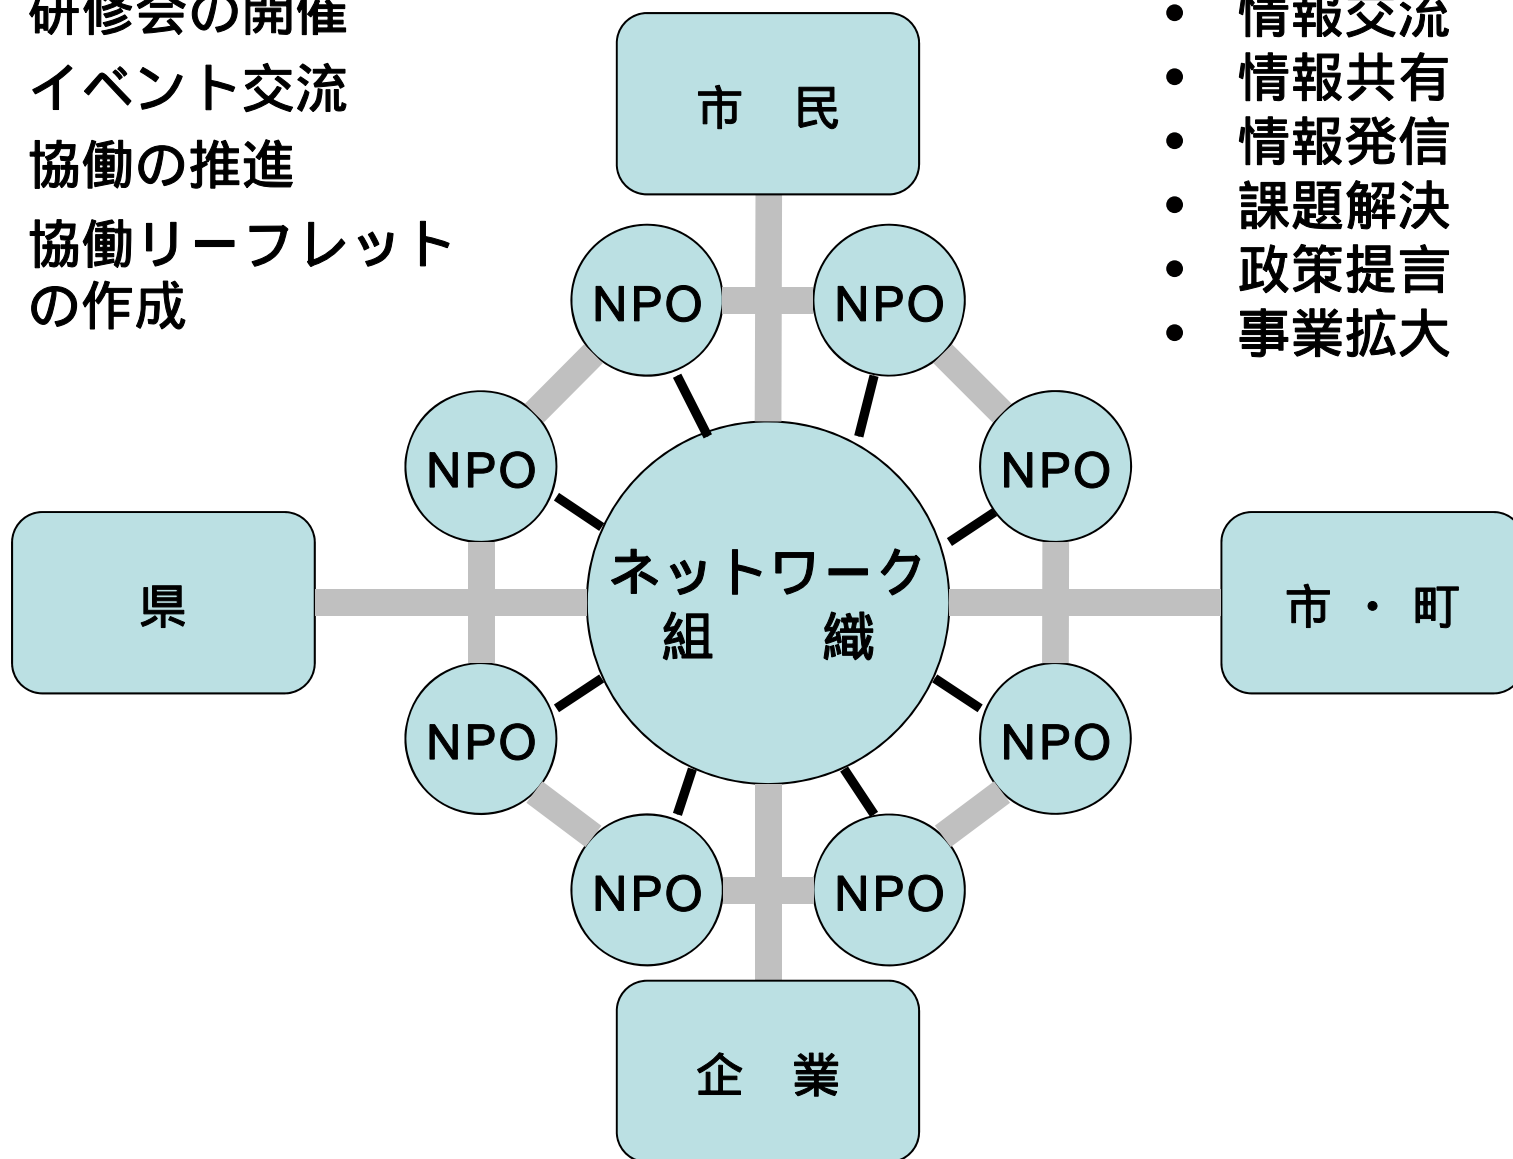 研修会の開催
イベント交流
協働の推進
協働リーフレット
の作成
• 情報交流
• 情報共有
• 情報発信
• 課題解決
• 政策提言
• 事業拡大
市　民
NPO
NPO
NPO
NPO
ネットワーク
組　　織
県
市・町
NPO
NPO
NPO
NPO
企　業